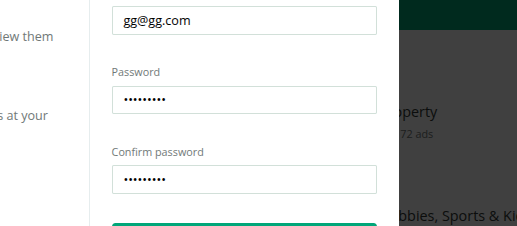 gg@gg.com
iew them
Password
•••••••••
s at your
operty
72 ads
Confirm password
•••••••••
bbies, Sports & Ki